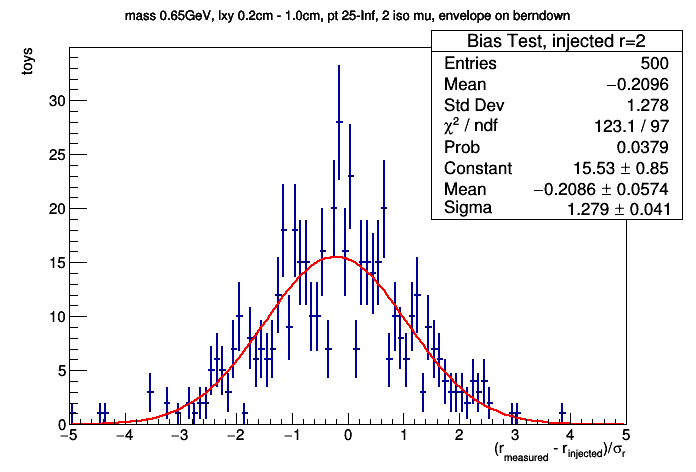 mass 0.65GeV, lxy 0.2cm - 1.0cm, pt 25-Inf, 2 iso mu, envelope on berndown
Bias Test, injected r=2
Entries 500
Mean −0.2096
Std Dev 1.278
χ² / ndf 123.1 / 97
Prob 0.0379
Constant 15.53 ± 0.85
Mean −0.2086 ± 0.0574
Sigma 1.279 ± 0.041
toys
30
25
20
15
10
5
0
−5 −4 −3 −2 −1 0 1 2 3 4 5
(r_measured - r_injected)/σ_r